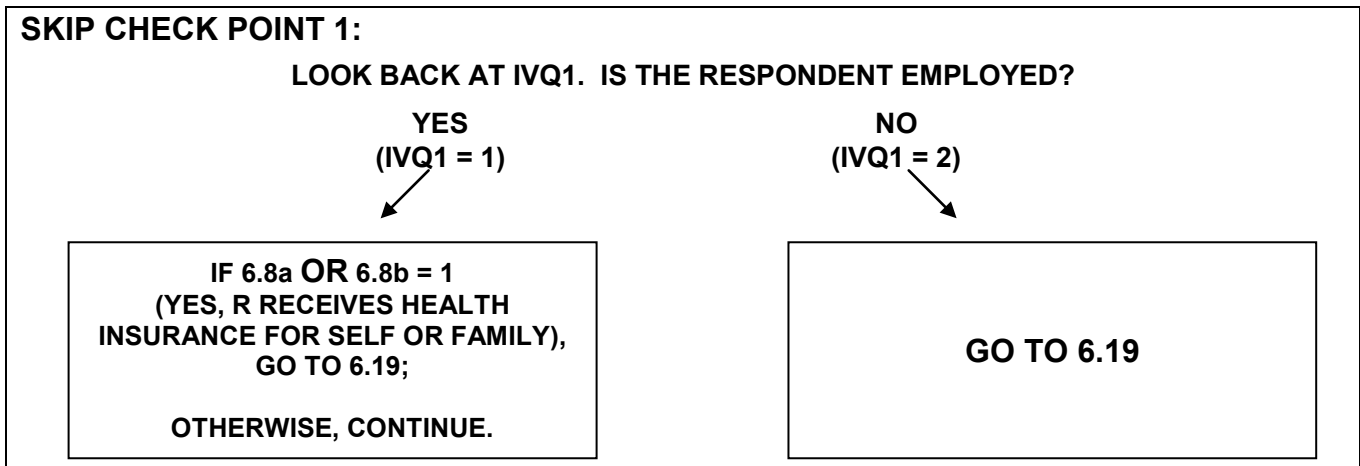 SKIP CHECK POINT 1:
LOOK BACK AT IVQ1. IS THE RESPONDENT EMPLOYED?
YES
(IVQ1 = 1)
NO
(IVQ1 = 2)
IF 6.8a OR 6.8b = 1
(YES, R RECEIVES HEALTH
INSURANCE FOR SELF OR FAMILY),
GO TO 6.19;
OTHERWISE, CONTINUE.
GO TO 6.19